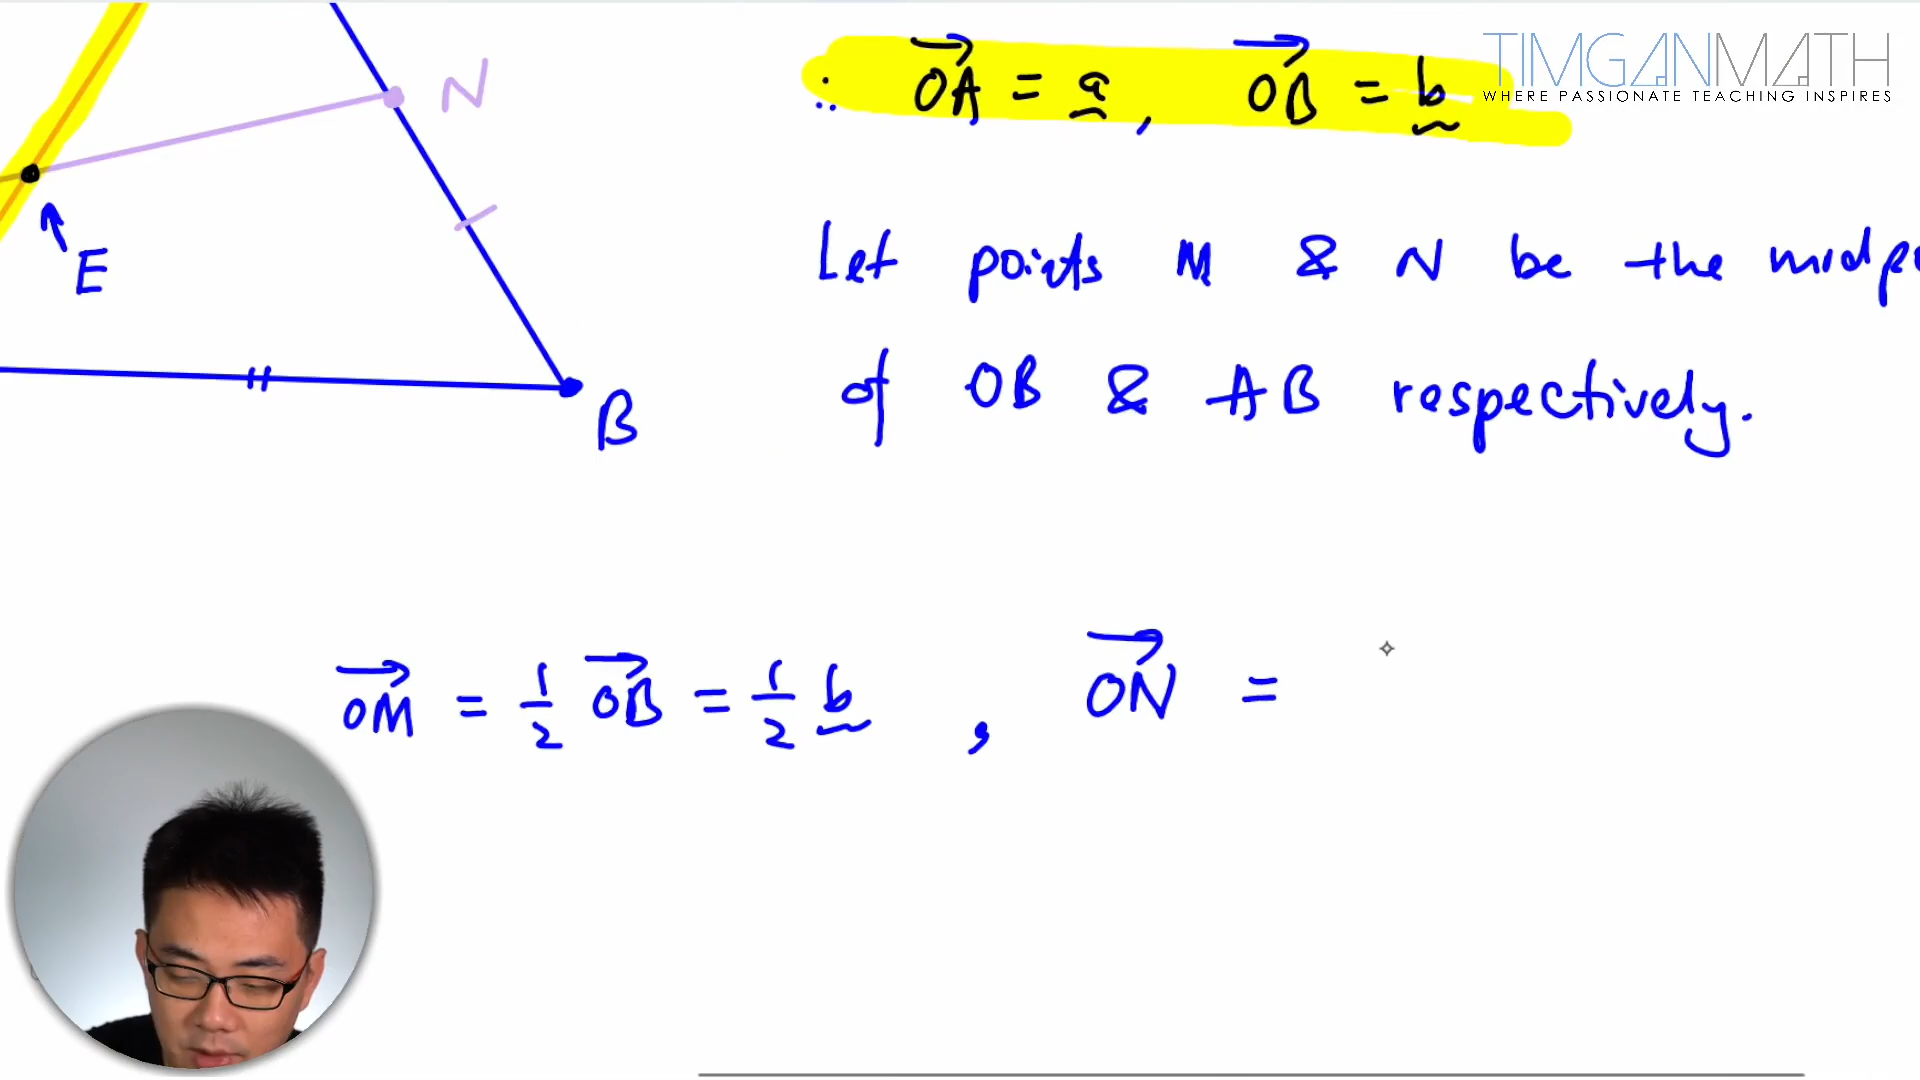 N
E
B
∴ OA = a, OB = b
TIMGANMATH
WHERE PASSIONATE TEACHING INSPIRES
Let points M & N be the
of OB & AB respectively.
OM = 1/2 OB = 1/2 b , ON =